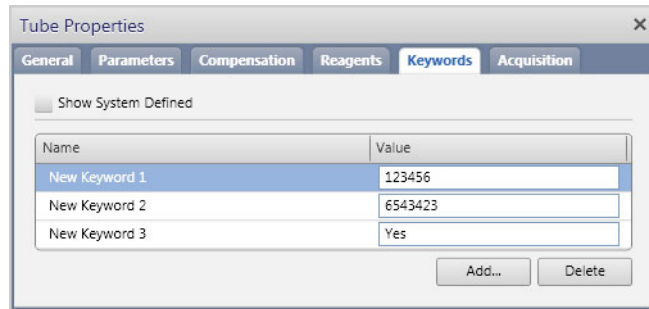 Tube Properties
General Parameters Compensation Reagents Keywords Acquisition
Show System Defined
Name Value
New Keyword 1 123456
New Keyword 2 6543423
New Keyword 3 Yes
Add... Delete